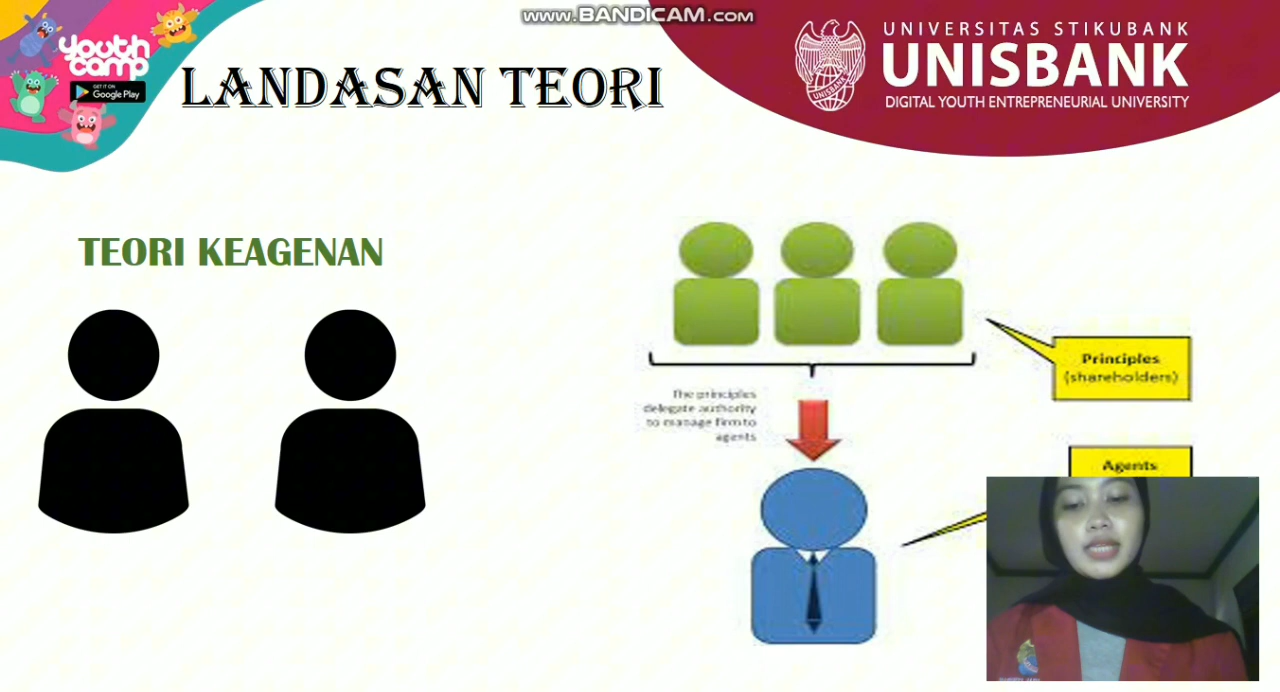 www.BANDICAM.com
youth
camp
GET IT ON
Google Play
LANDASAN TEORI
UNIVERSITAS STIKUBANK
UNISBANK
DIGITAL YOUTH ENTREPRENEURIAL UNIVERSITY
UNISBANK
TEORI KEAGENAN
Principles
(shareholders)
The principles
delegate authority
to manage firm to
agents
Agents